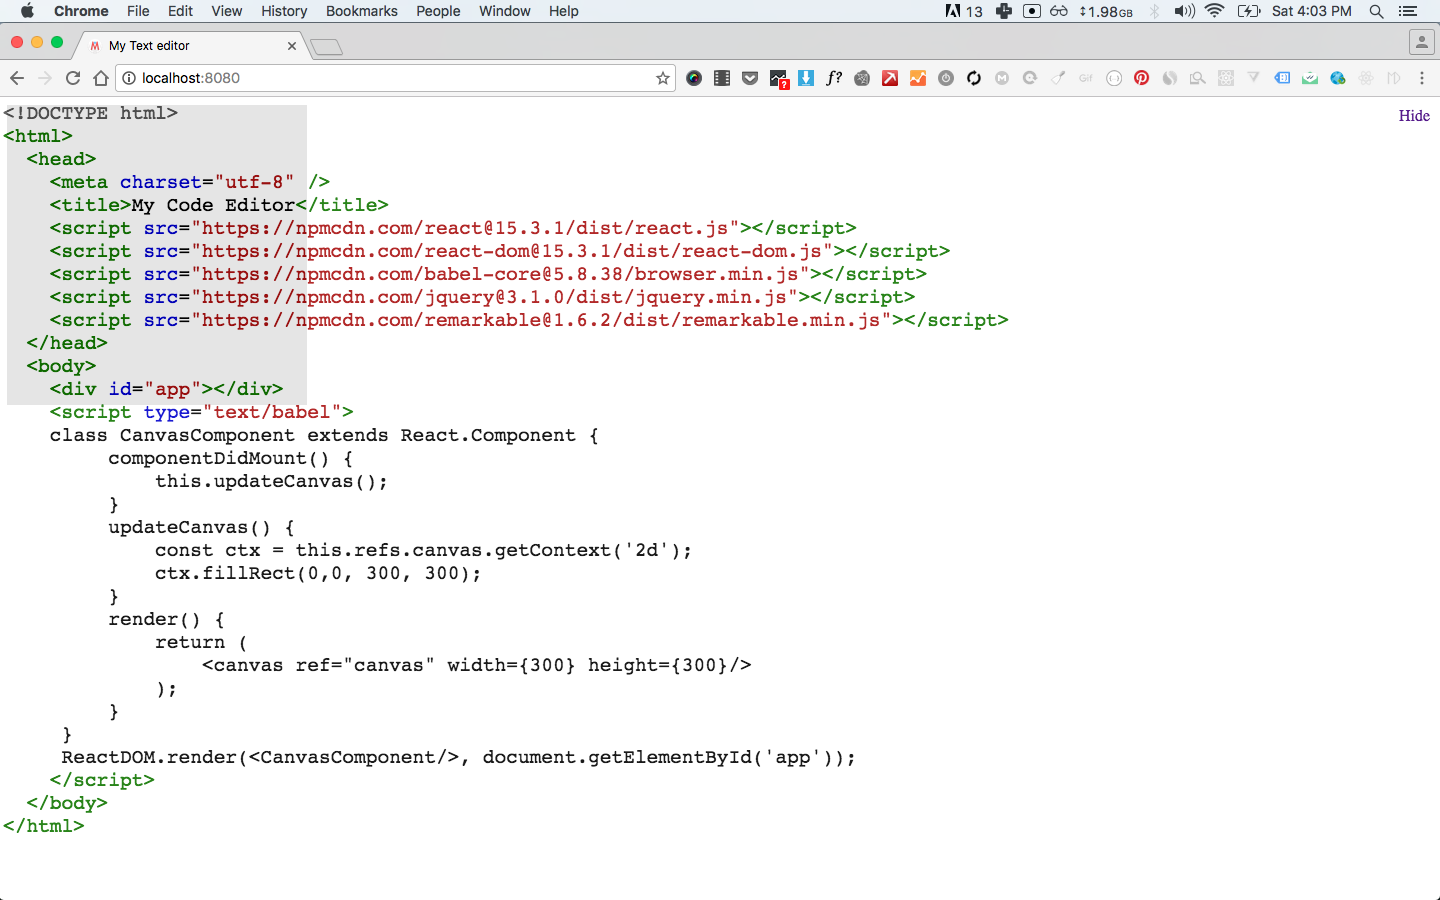 Chrome File Edit View History Bookmarks People Window Help 13 1.98GB Sat 4:03 PM
My Text editor
localhost:8080 f? Gif
Hide
<!DOCTYPE html>
<html>
  <head>
    <meta charset="utf-8" />
    <title>My Code Editor</title>
    <script src="https://npmcdn.com/react@15.3.1/dist/react.js"></script>
    <script src="https://npmcdn.com/react-dom@15.3.1/dist/react-dom.js"></script>
    <script src="https://npmcdn.com/babel-core@5.8.38/browser.min.js"></script>
    <script src="https://npmcdn.com/jquery@3.1.0/dist/jquery.min.js"></script>
    <script src="https://npmcdn.com/remarkable@1.6.2/dist/remarkable.min.js"></script>
  </head>
  <body>
    <div id="app"></div>
    <script type="text/babel">
    class CanvasComponent extends React.Component {
         componentDidMount() {
             this.updateCanvas();
         }
         updateCanvas() {
             const ctx = this.refs.canvas.getContext('2d');
             ctx.fillRect(0,0, 300, 300);
         }
         render() {
             return (
                 <canvas ref="canvas" width={300} height={300}/>
             );
         }
     }
     ReactDOM.render(<CanvasComponent/>, document.getElementById('app'));
    </script>
  </body>
</html>